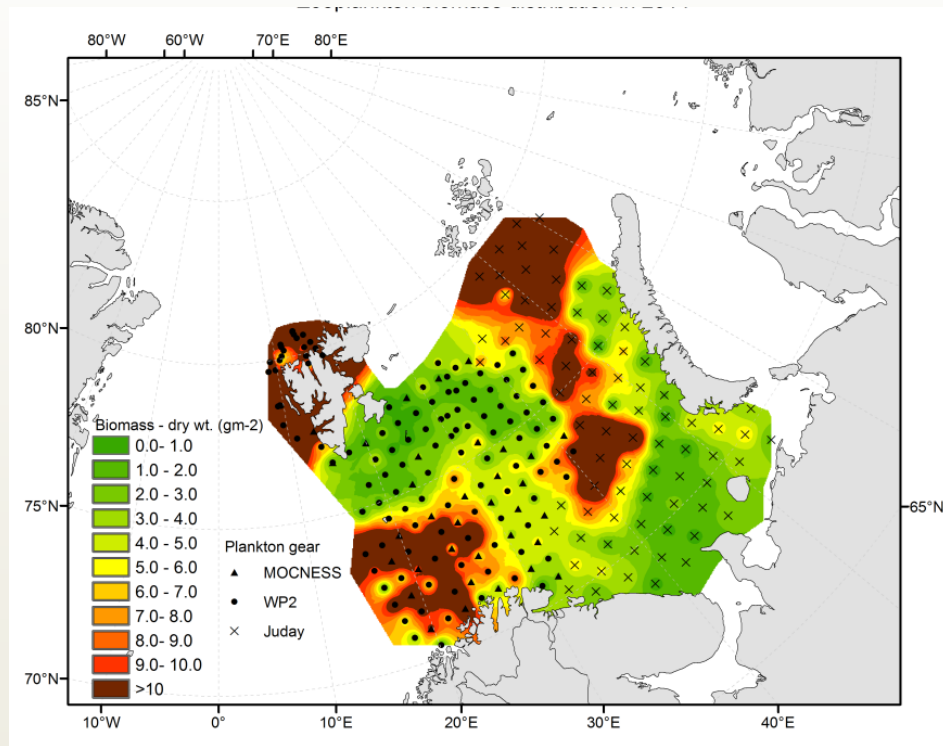 80°W 60°W 70°E 80°E
85°N
80°N
75°N
70°N
65°N
Biomass - dry wt. (gm-2)
0.0- 1.0
1.0 - 2.0
2.0 - 3.0
3.0 - 4.0
4.0 - 5.0
5.0 - 6.0
6.0 - 7.0
7.0 - 8.0
8.0 - 9.0
9.0 - 10.0
>10
Plankton gear
MOCNESS
WP2
Juday
10°W 0° 10°E 20°E 30°E 40°E